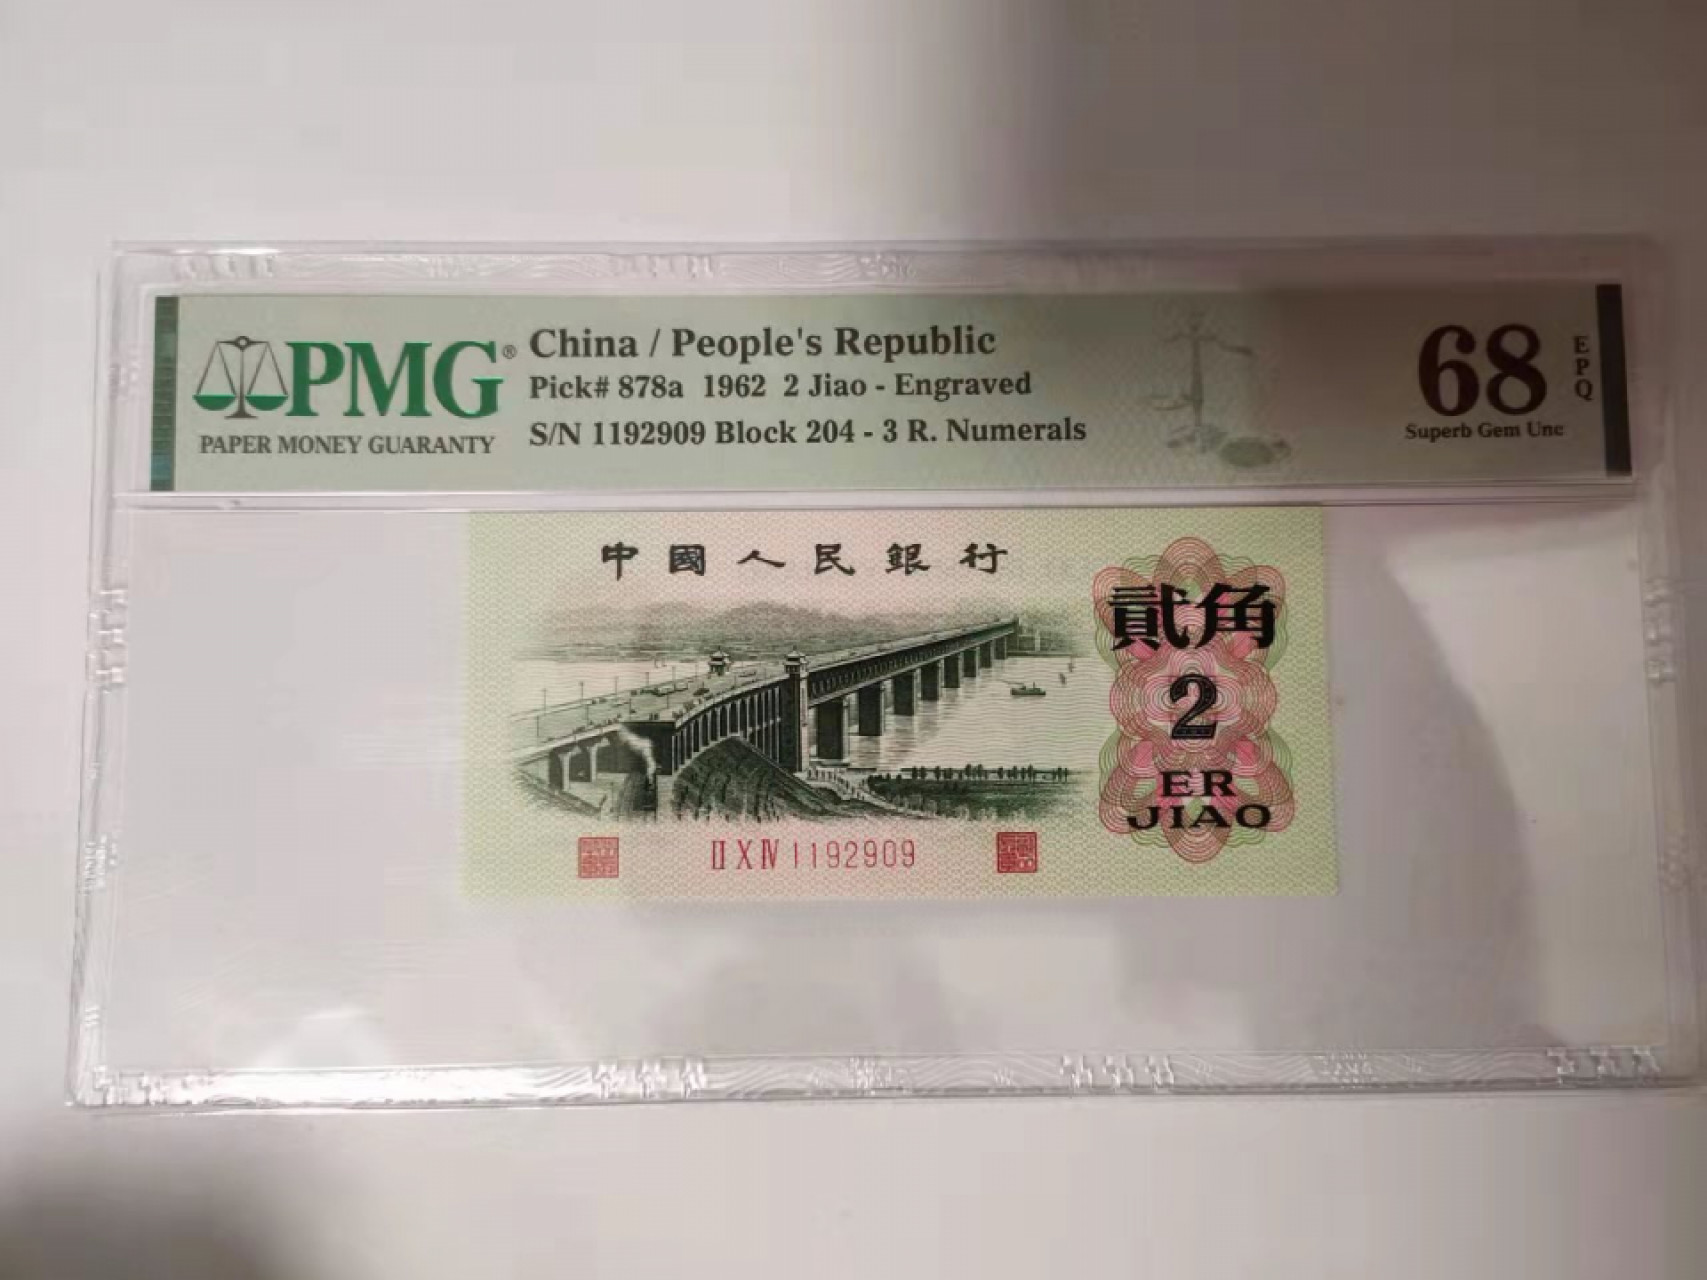 PMG®
PAPER MONEY GUARANTY
China / People's Republic
Pick# 878a 1962 2 Jiao - Engraved
S/N 1192909 Block 204 - 3 R. Numerals
68
EPQ
Superb Gem Unc
中國人民銀行
貳角
2
ER
JIAO
II X IV 1192909